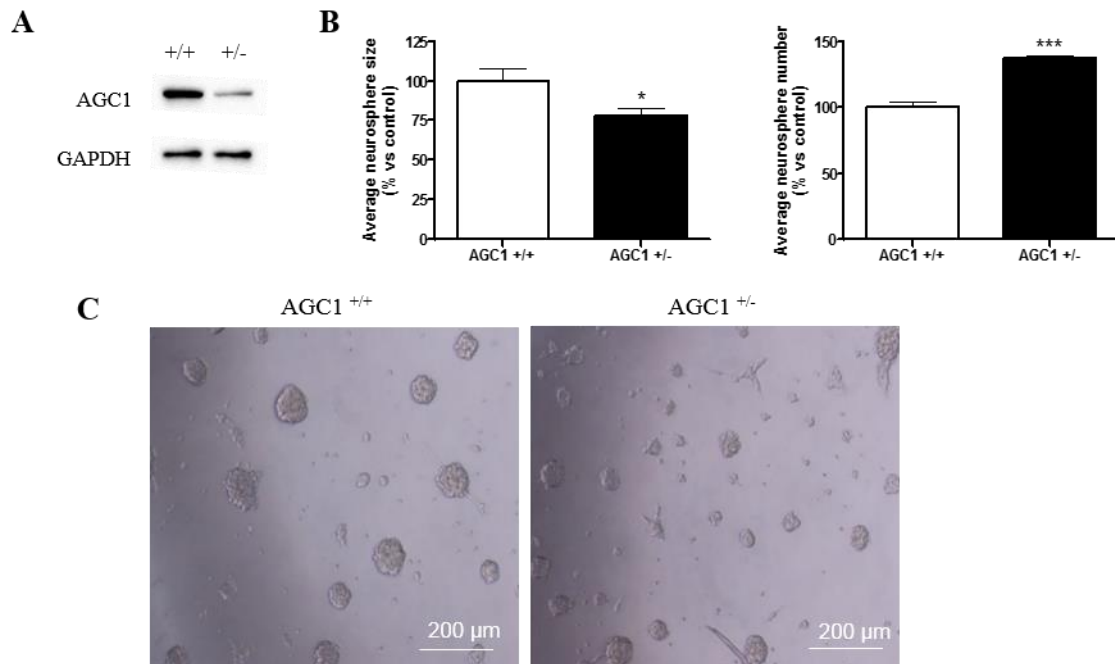 A
+/+ +/-
AGC1
GAPDH
B
Average neurosphere size
(% vs control)
125
100
75
50
25
0
*
AGC1 +/+
AGC1 +/-
Average neurosphere number
(% vs control)
150
100
50
0
***
AGC1 +/+
AGC1 +/-
C
AGC1 +/+
AGC1 +/-
200 µm
200 µm